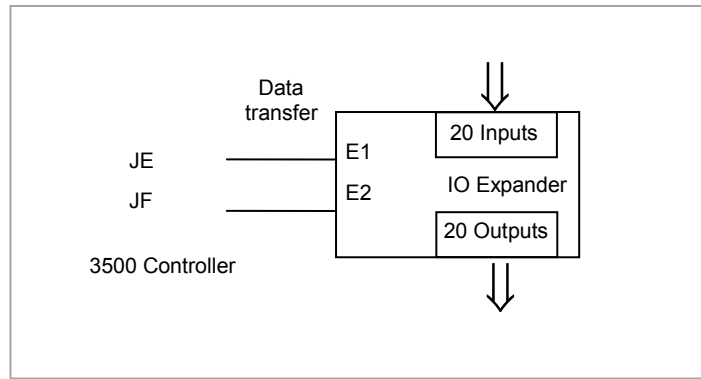 Data
transfer
20 Inputs
JE
E1
IO Expander
JF
E2
20 Outputs
3500 Controller